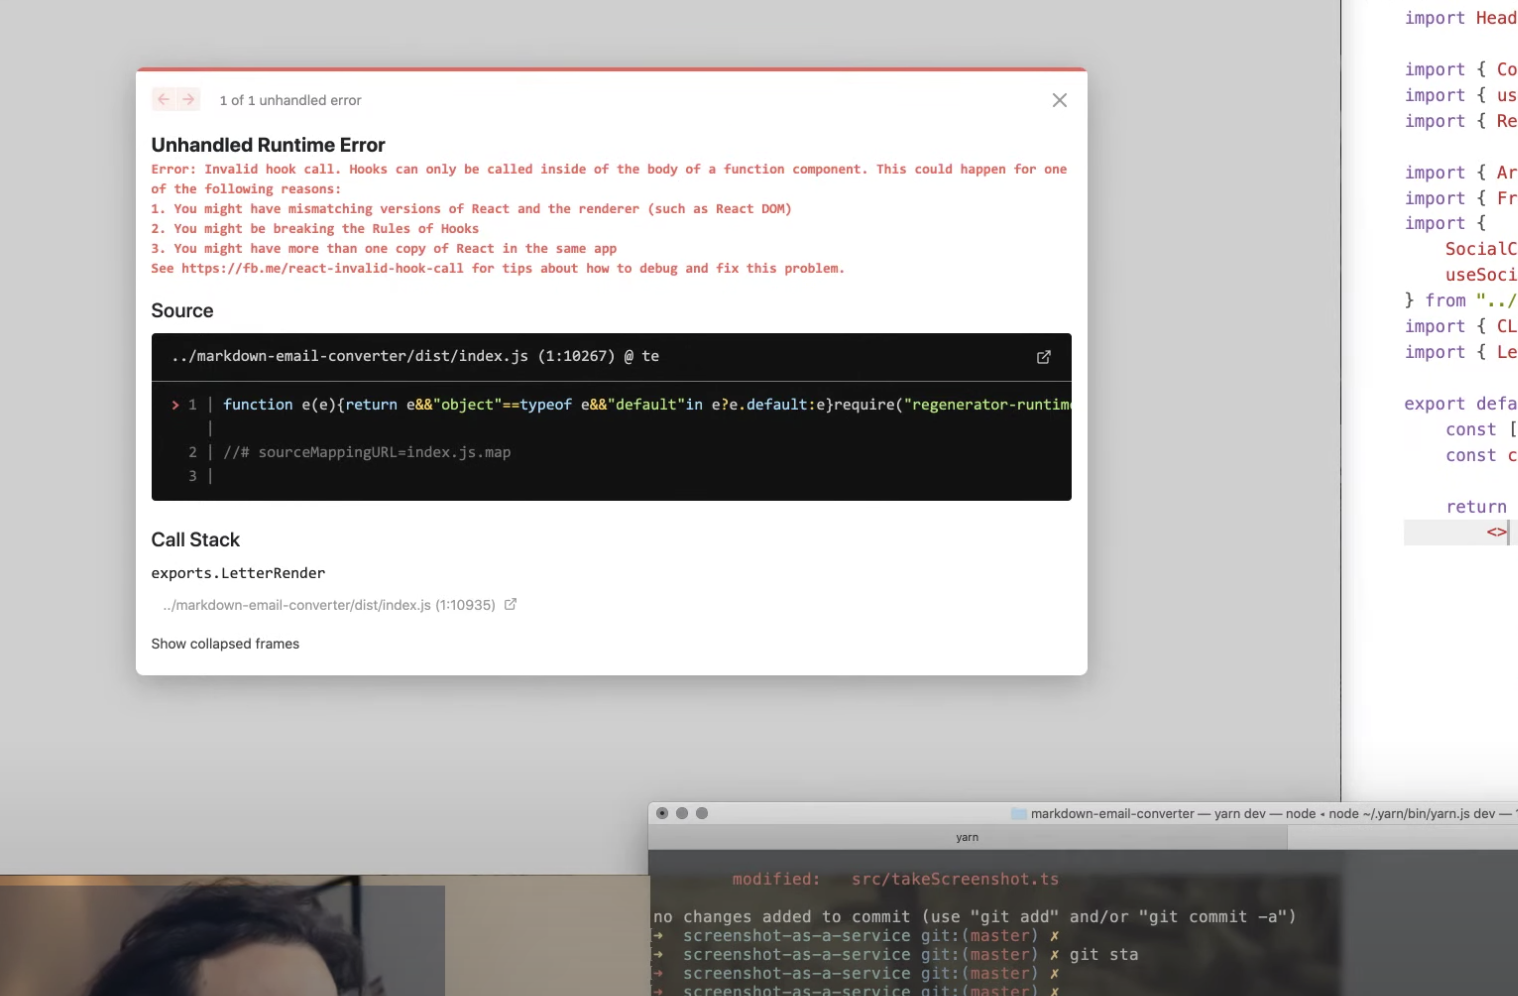 1 of 1 unhandled error
Unhandled Runtime Error
Error: Invalid hook call. Hooks can only be called inside of the body of a function component. This could happen for one
of the following reasons:
1. You might have mismatching versions of React and the renderer (such as React DOM)
2. You might be breaking the Rules of Hooks
3. You might have more than one copy of React in the same app
See https://fb.me/react-invalid-hook-call for tips about how to debug and fix this problem.
Source
../markdown-email-converter/dist/index.js (1:10267) @ te
> 1 | function e(e){return e&&"object"==typeof e&&"default"in e?e.default:e}require("regenerator-runtime
|
2 | //# sourceMappingURL=index.js.map
3 |
Call Stack
exports.LetterRender
../markdown-email-converter/dist/index.js (1:10935)
Show collapsed frames
import Head
import { Co
import { us
import { Re
import { Ar
import { Fr
import {
SocialC
useSoci
} from "../
import { CL
import { Le
export defa
const [
const c
return
<>
markdown-email-converter — yarn dev — node ◂ node ~/.yarn/bin/yarn.js dev —
yarn
modified: src/takeScreenshot.ts
no changes added to commit (use "git add" and/or "git commit -a")
➜ screenshot-as-a-service git:(master) ✗
➜ screenshot-as-a-service git:(master) ✗ git sta
➜ screenshot-as-a-service git:(master) ✗
➜ screenshot-as-a-service git:(master) ✗